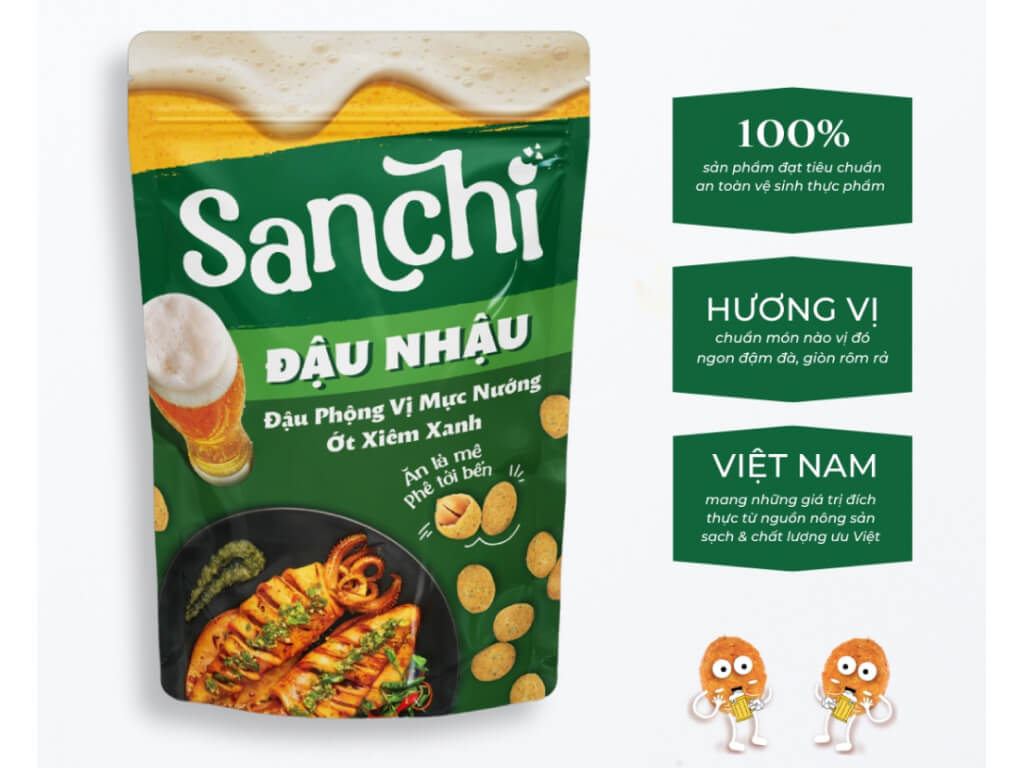 Sanchi
ĐẬU NHẬU
Đậu Phộng Vị Mực Nướng
Ớt Xiêm Xanh
Ăn là mê
Phê tới bến
100%
sản phẩm đạt tiêu chuẩn
an toàn vệ sinh thực phẩm
HƯƠNG VỊ
chuẩn món nào vị đó
ngon đậm đà, giòn rôm rả
VIỆT NAM
mang những giá trị đích
thực từ nguồn nông sản
sạch & chất lượng ưu Việt